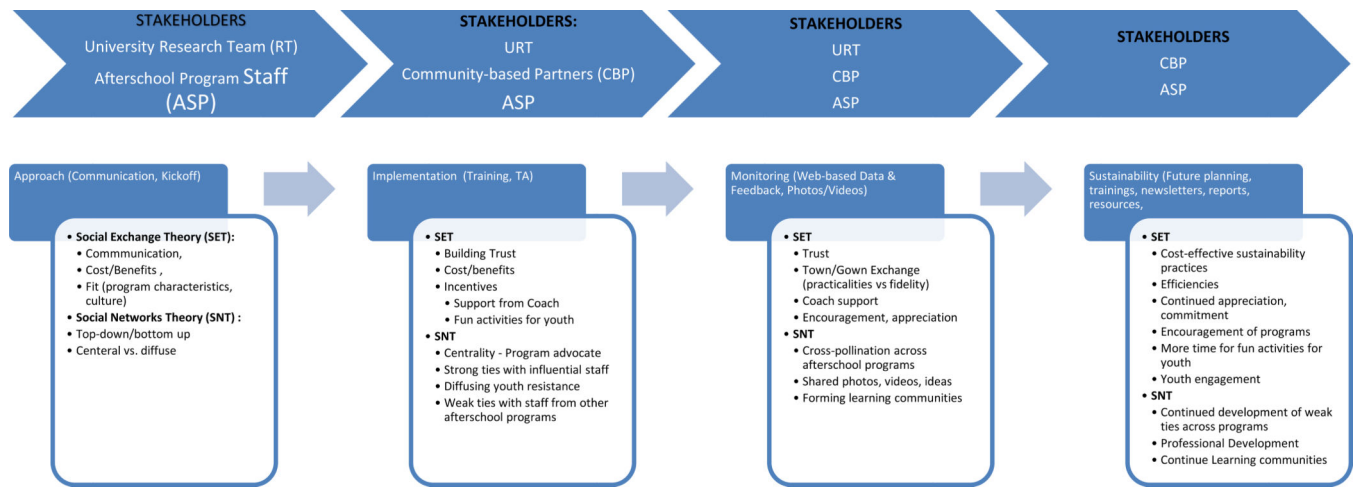 STAKEHOLDERS
University Research Team (RT)
Afterschool Program Staff
(ASP)
STAKEHOLDERS:
URT
Community-based Partners (CBP)
ASP
STAKEHOLDERS
URT
CBP
ASP
STAKEHOLDERS
CBP
ASP
Approach (Communication, Kickoff)
• Social Exchange Theory (SET):
• Commmunication,
• Cost/Benefits ,
• Fit (program characteristics,
culture)
• Social Networks Theory (SNT) :
• Top-down/bottom up
• Centeral vs. diffuse
Implementation (Training, TA)
• SET
• Building Trust
• Cost/benefits
• Incentives
• Support from Coach
• Fun activities for youth
• SNT
• Centrality - Program advocate
• Strong ties with influential staff
• Diffusing youth resistance
• Weak ties with staff from other
afterschool programs
Monitoring (Web-based Data &
Feedback, Photos/Videos)
• SET
• Trust
• Town/Gown Exchange
(practicalities vs fidelity)
• Coach support
• Encouragement, appreciation
• SNT
• Cross-pollination across
afterschool programs
• Shared photos, videos, ideas
• Forming learning communities
Sustainability (Future planning,
trainings, newsletters, reports,
resources,
• SET
• Cost-effective sustainability
practices
• Efficiencies
• Continued appreciation,
commitment
• Encouragement of programs
• More time for fun activities for
youth
• Youth engagement
• SNT
• Continued development of weak
ties across programs
• Professional Development
• Continue Learning communities